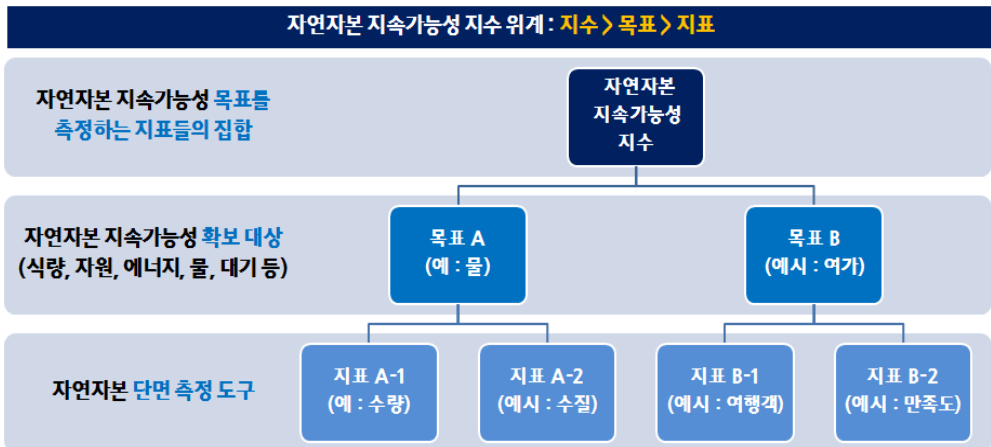 자연자본 지속가능성 지수 위계 : 지수 > 목표 > 지표
자연자본 지속가능성 목표를
측정하는 지표들의 집합
자연자본
지속가능성
지수
자연자본 지속가능성 확보 대상
(식량, 자원, 에너지, 물, 대기 등)
목표 A
(예 : 물)
목표 B
(예시 : 여가)
자연자본 단면 측정 도구
지표 A-1
(예 : 수량)
지표 A-2
(예시 : 수질)
지표 B-1
(예시 : 여행객)
지표 B-2
(예시 : 만족도)